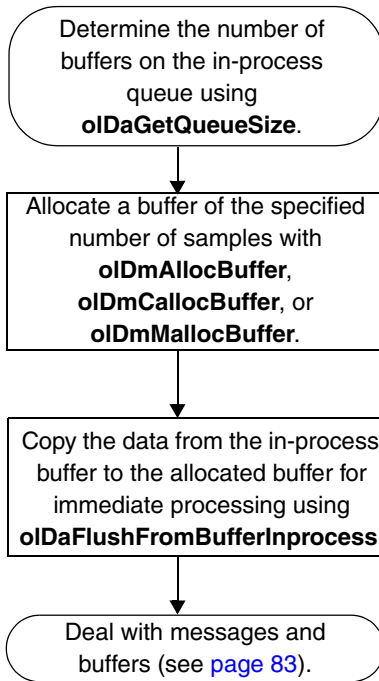 Determine the number of
buffers on the in-process
queue using
olDaGetQueueSize.
Allocate a buffer of the specified
number of samples with
olDmAllocBuffer,
olDmCallocBuffer, or
olDmMallocBuffer.
Copy the data from the in-process
buffer to the allocated buffer for
immediate processing using
olDaFlushFromBufferInprocess
Deal with messages and
buffers (see page 83).